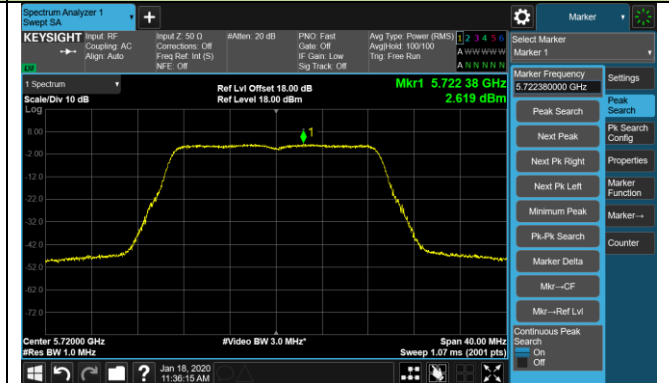 Spectrum Analyzer 1
Swept SA
+
Marker
KEYSIGHT
Input: RF
Coupling: AC
Align: Auto
Input Z: 50 Ω
Corrections: Off
Freq Ref: Int (S)
NFE: Off
#Atten: 20 dB
PNO: Fast
Gate: Off
IF Gain: Low
Sig Track: Off
Avg Type: Power (RMS)
Avg|Hold: 100/100
Trig: Free Run
1 2 3 4 5 6
A W W W W W
A N N N N N
Select Marker
Marker 1
1 Spectrum
Scale/Div 10 dB
Log
Ref Lvl Offset 18.00 dB
Ref Level 18.00 dBm
Mkr1 5.722 38 GHz
2.619 dBm
Marker Frequency
5.722380000 GHz
Settings
Peak Search
Next Peak
Next Pk Right
Next Pk Left
Minimum Peak
Pk-Pk Search
Marker Delta
Mkr→CF
Mkr→Ref Lvl
Continuous Peak
Search
On
Off
Peak
Search
Pk Search
Config
Properties
Marker
Function
Marker→
Counter
8.00
-2.00
-12.0
-22.0
-32.0
-42.0
-52.0
-62.0
-72.0
1
Center 5.72000 GHz
#Res BW 1.0 MHz
#Video BW 3.0 MHz*
Span 40.00 MHz
Sweep 1.07 ms (2001 pts)
?
Jan 18, 2020
11:36:15 AM